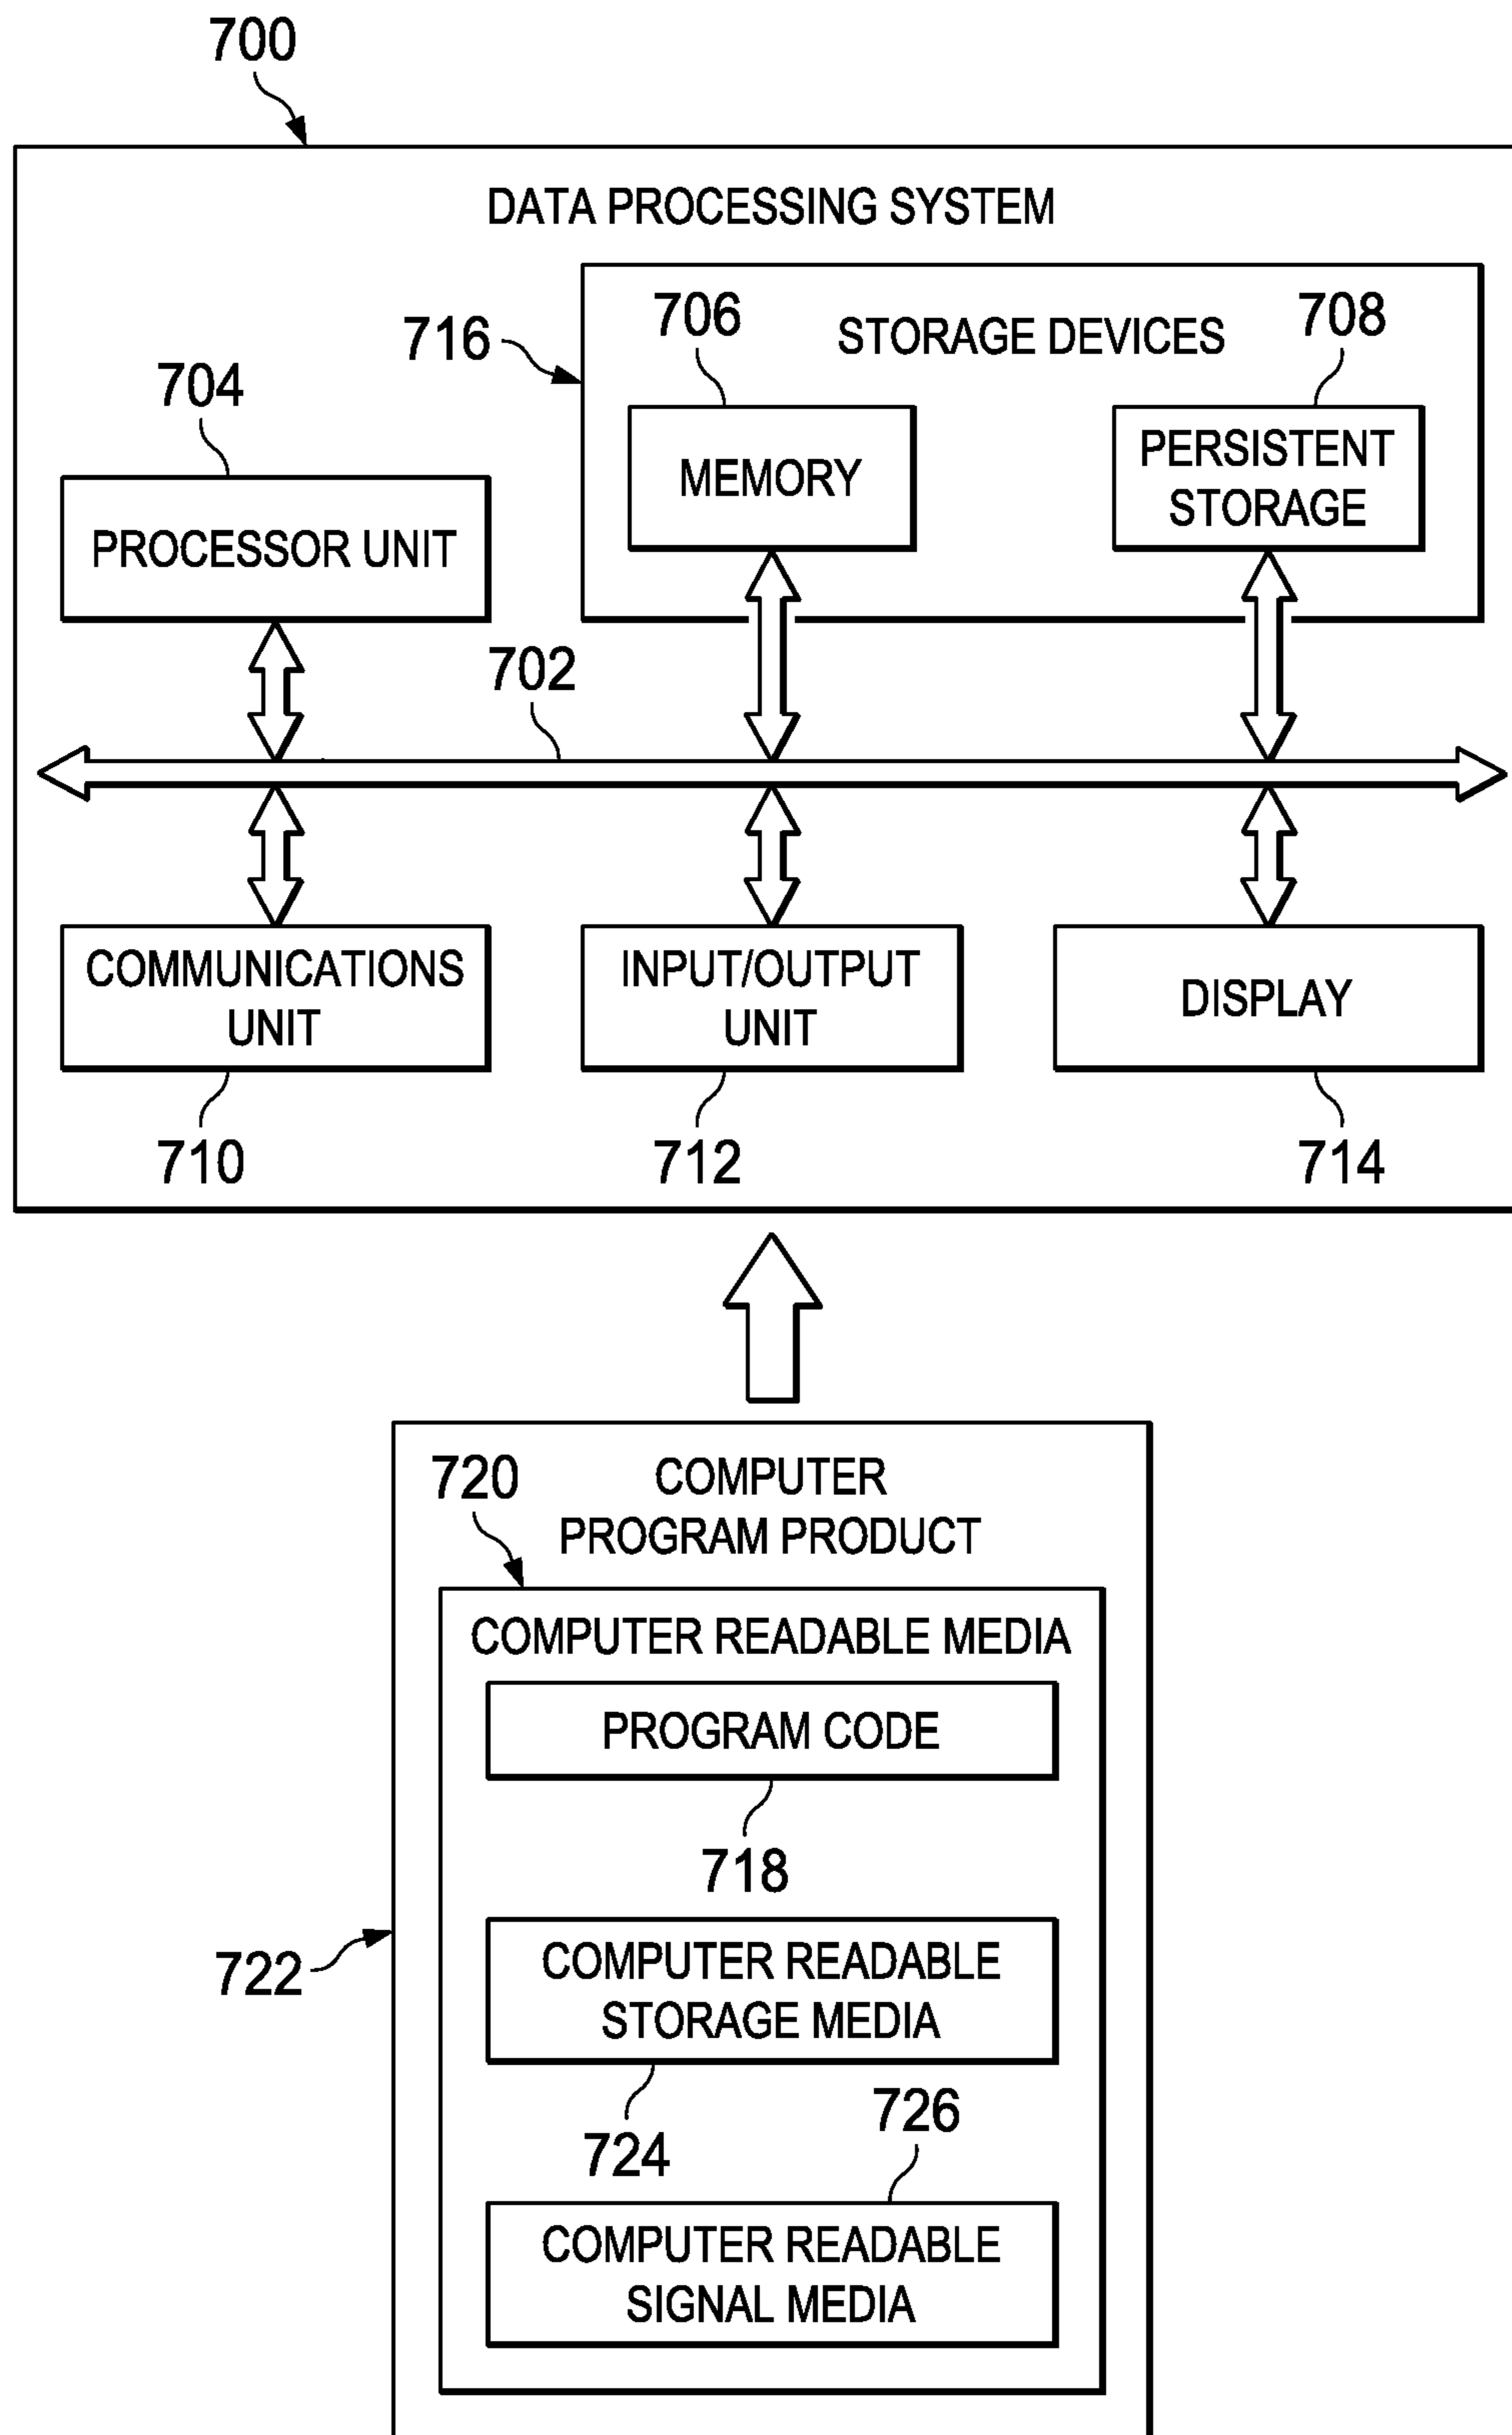 700
DATA PROCESSING SYSTEM
716
706
STORAGE DEVICES
708
704
MEMORY
PERSISTENT
STORAGE
PROCESSOR UNIT
702
COMMUNICATIONS
UNIT
INPUT/OUTPUT
UNIT
DISPLAY
710
712
714
720
COMPUTER
PROGRAM PRODUCT
COMPUTER READABLE MEDIA
PROGRAM CODE
718
722
COMPUTER READABLE
STORAGE MEDIA
724
726
COMPUTER READABLE
SIGNAL MEDIA